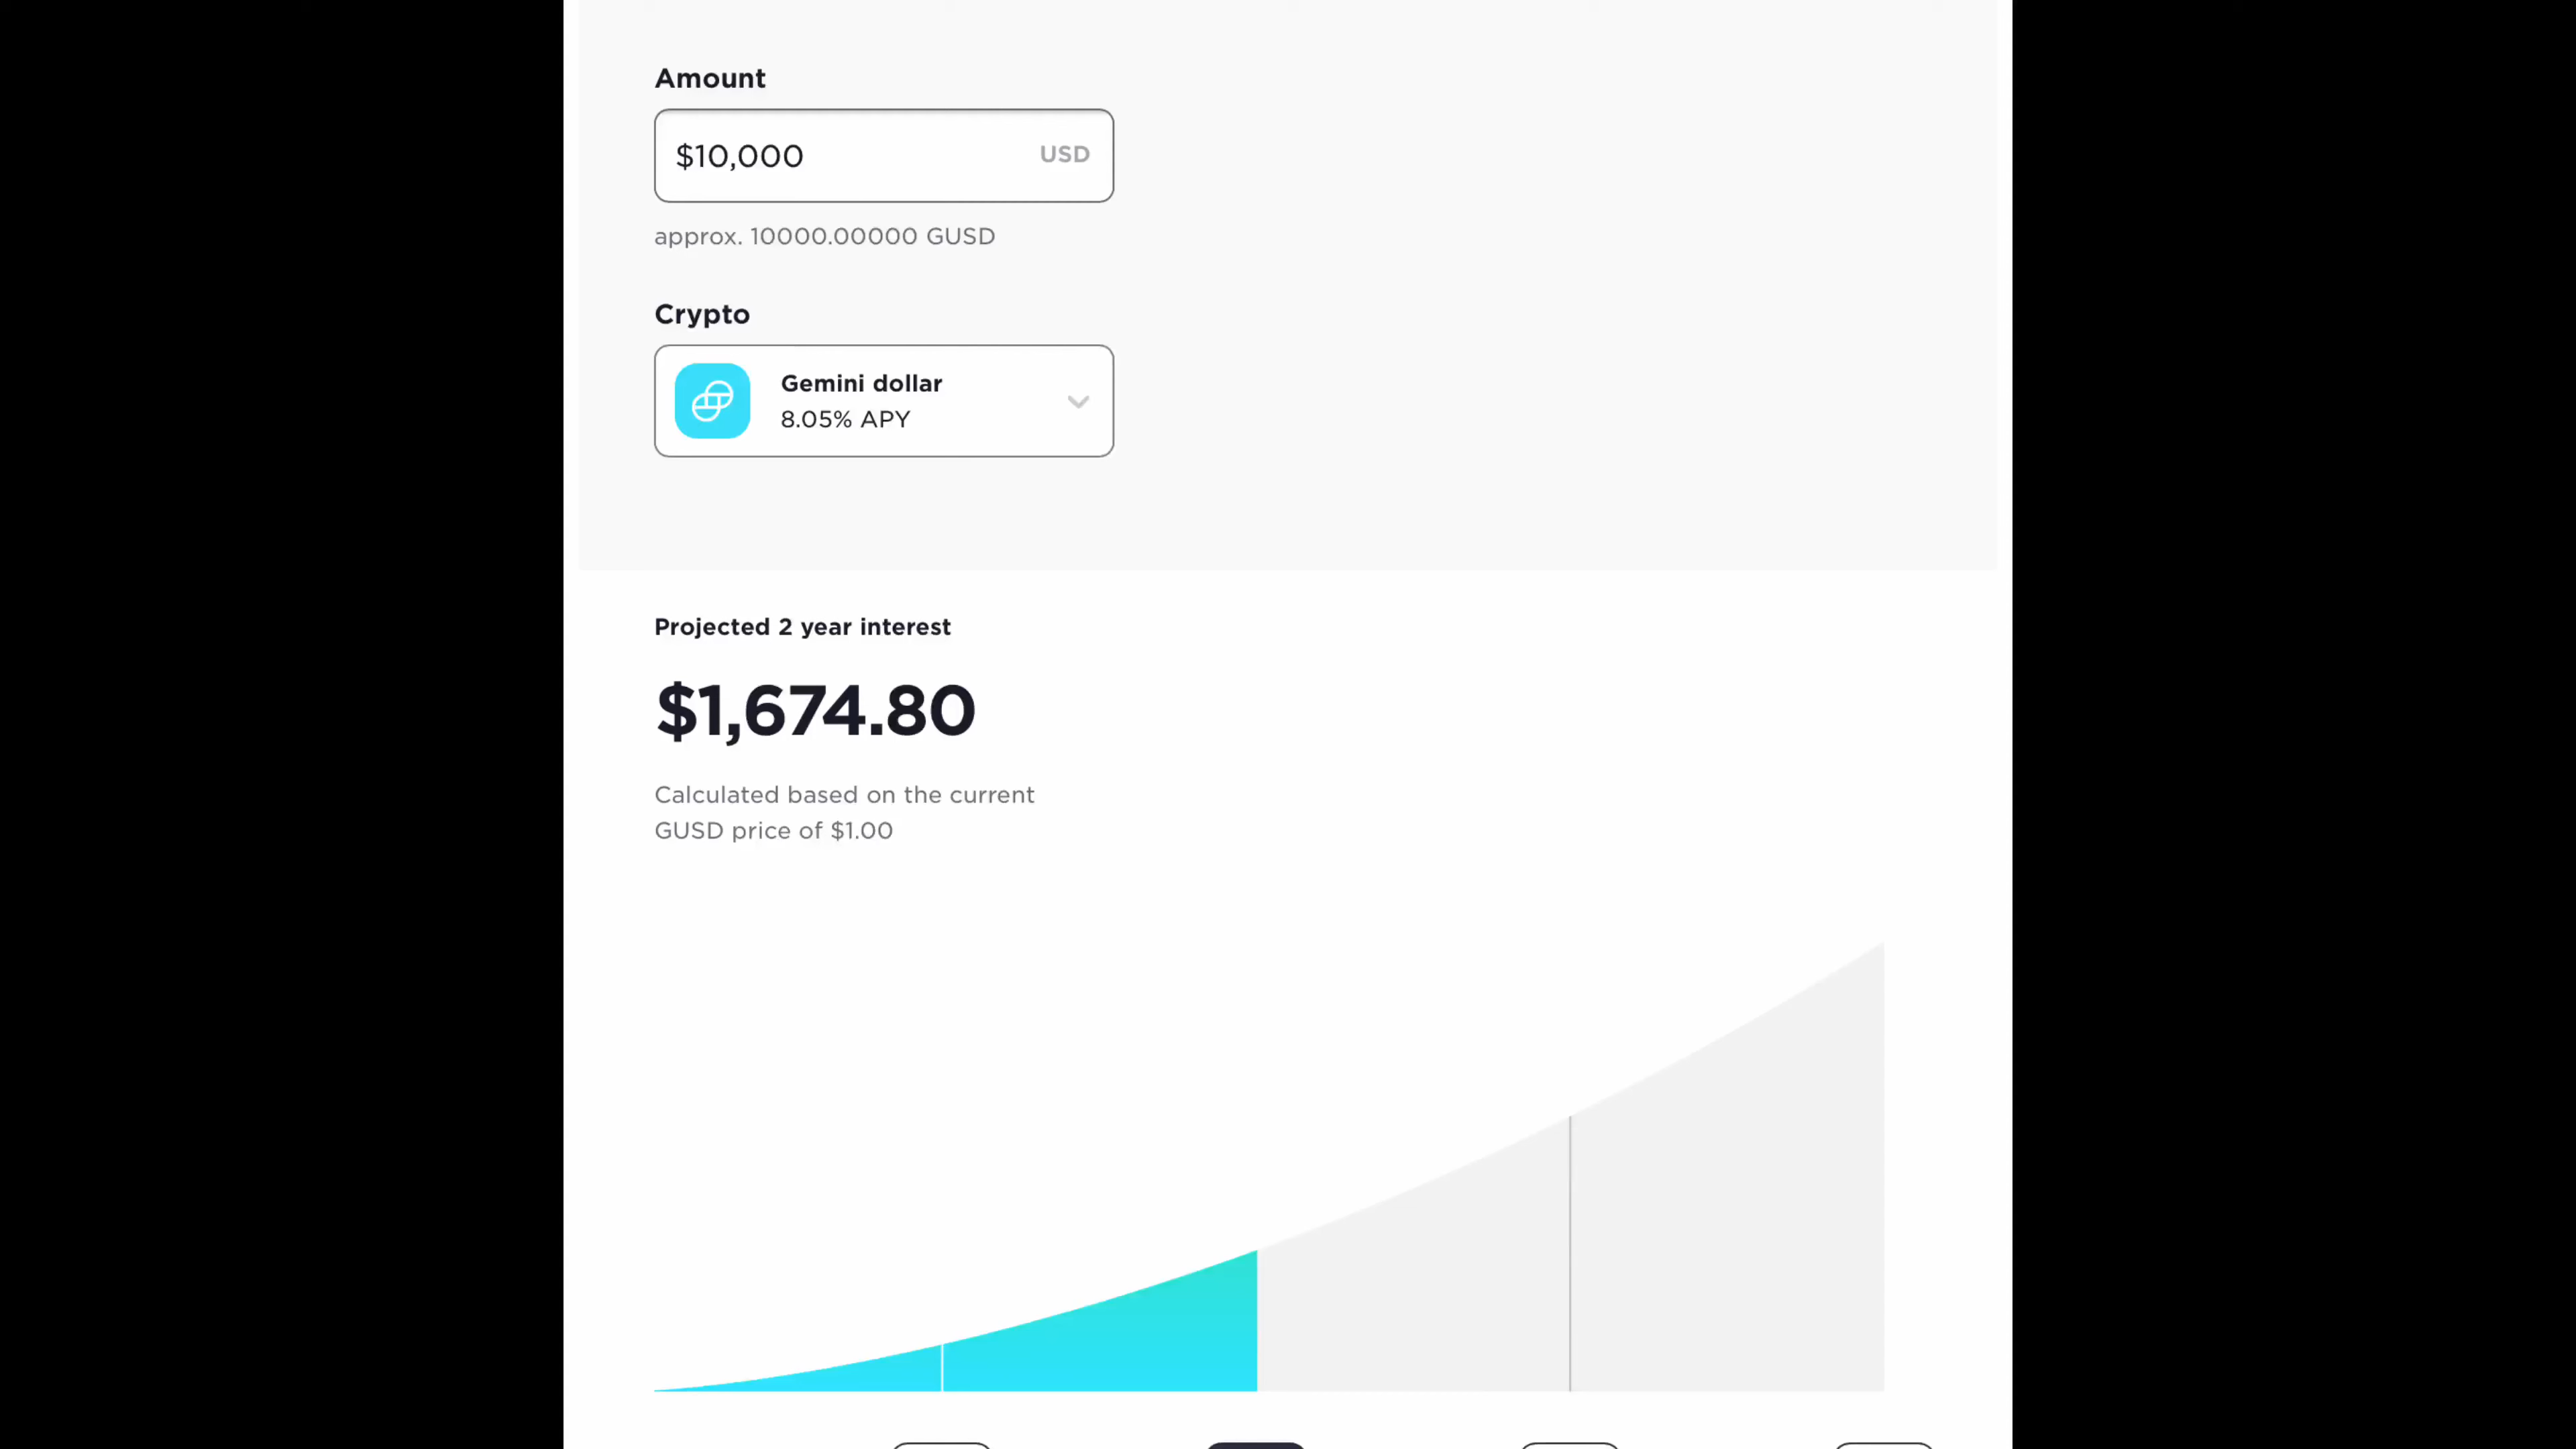 Amount
$10,000 USD
approx. 10000.00000 GUSD
Crypto
Gemini dollar
8.05% APY
Projected 2 year interest
$1,674.80
Calculated based on the current
GUSD price of $1.00